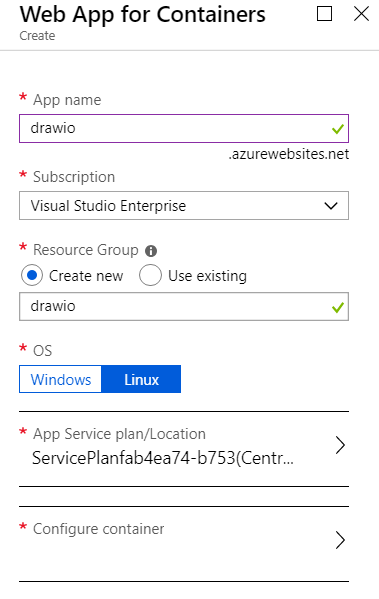 Web App for Containers
Create
* App name
drawio
.azurewebsites.net
* Subscription
Visual Studio Enterprise
* Resource Group
Create new Use existing
drawio
* OS
Windows Linux
* App Service plan/Location
ServicePlanfab4ea74-b753(Centr...
* Configure container